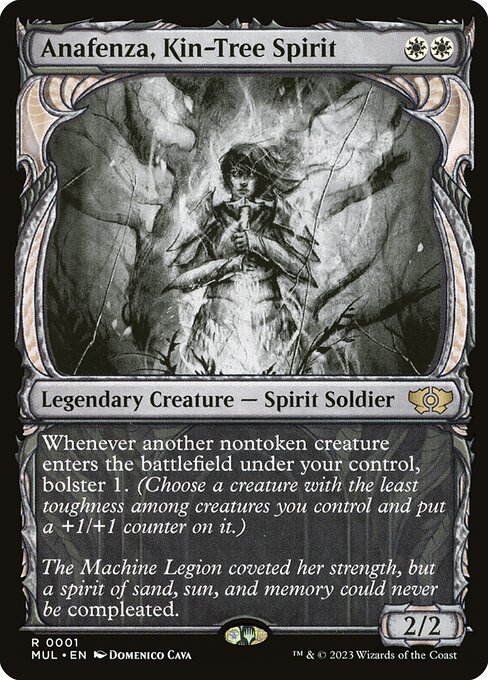 Anafenza, Kin-Tree Spirit
Legendary Creature — Spirit Soldier
Whenever another nontoken creature
enters the battlefield under your control,
bolster 1. (Choose a creature with the least
toughness among creatures you control and put
a +1/+1 counter on it.)
The Machine Legion coveted her strength, but
a spirit of sand, sun, and memory could never
be compleated.
2/2
R 0001
MUL • EN Domenico Cava
™ & © 2023 Wizards of the Coast